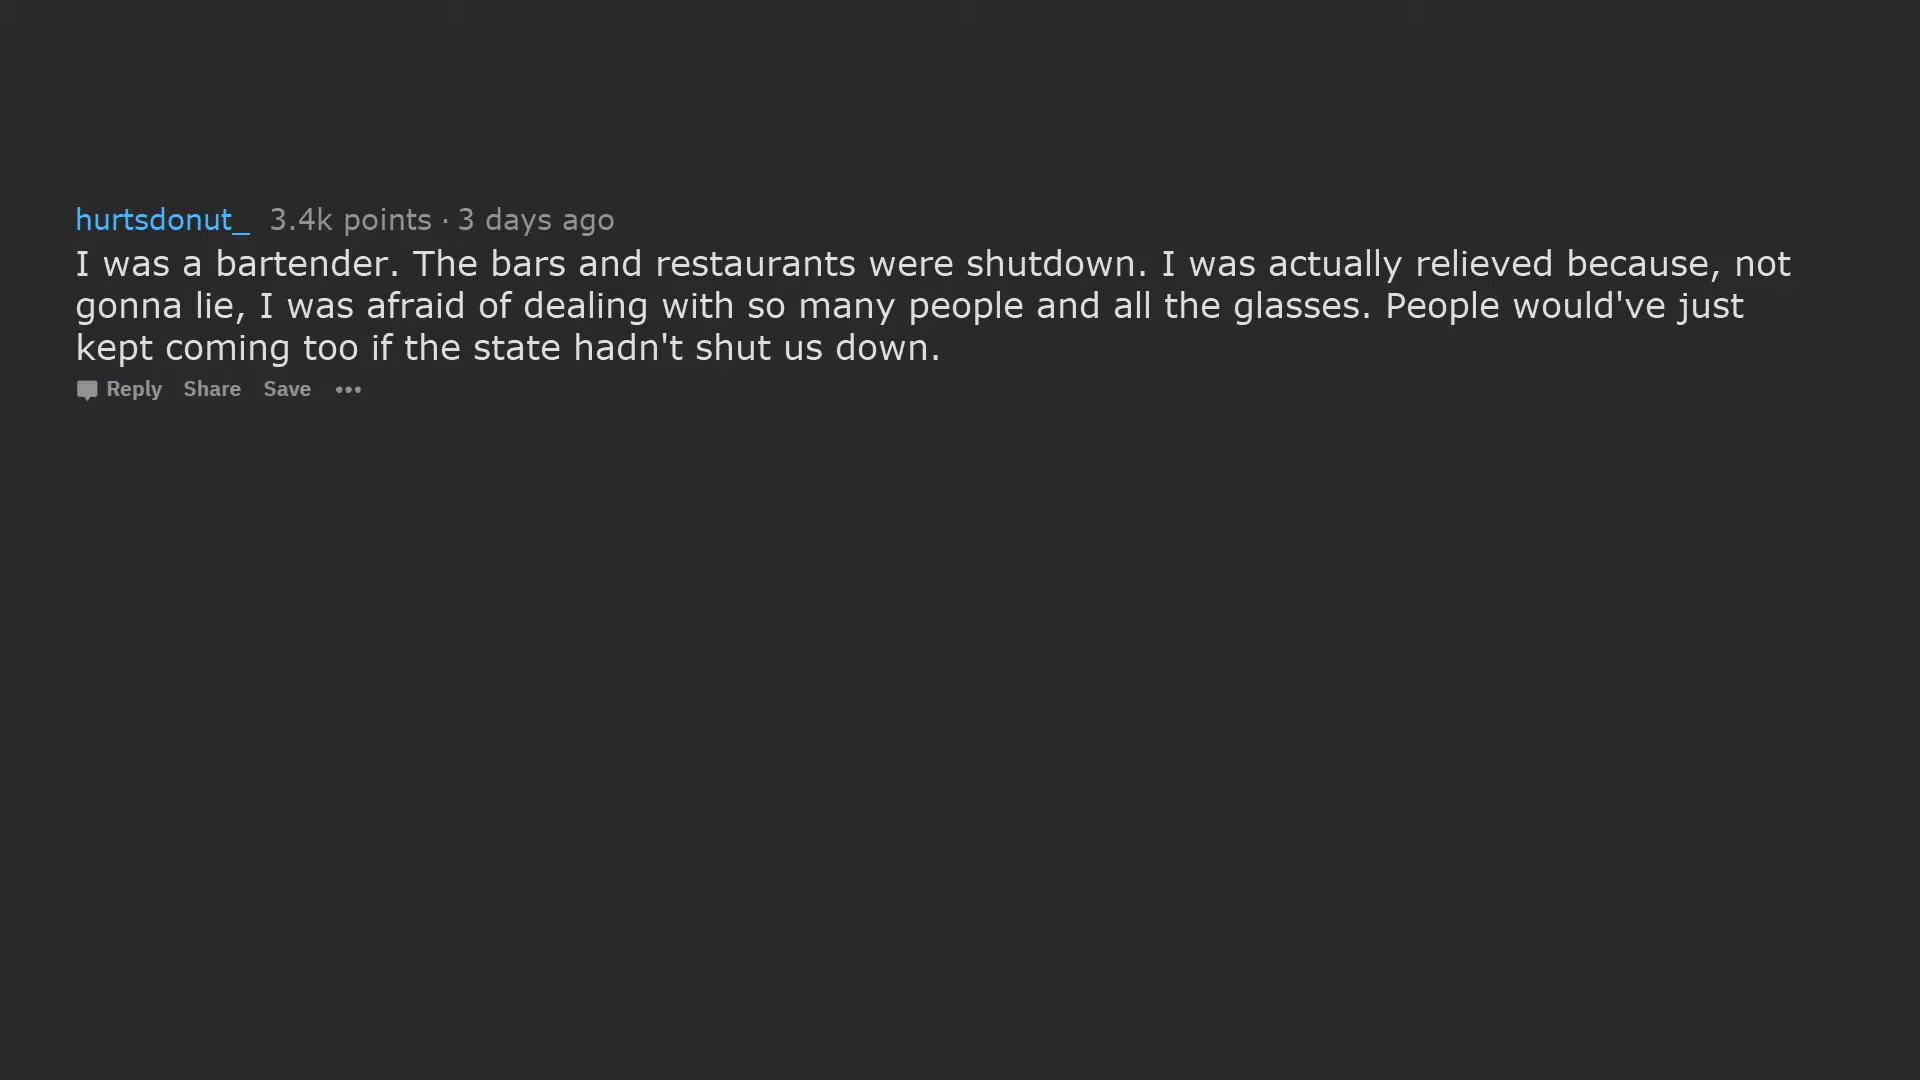 hurtsdonut_ 3.4k points · 3 days ago
I was a bartender. The bars and restaurants were shutdown. I was actually relieved because, not
gonna lie, I was afraid of dealing with so many people and all the glasses. People would've just
kept coming too if the state hadn't shut us down.
Reply Share Save •••